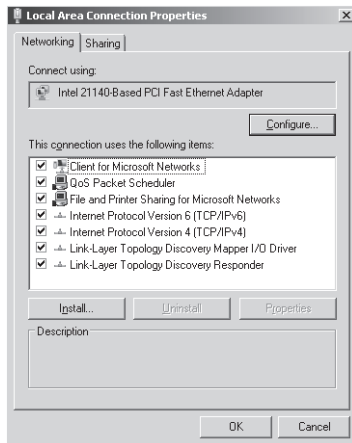 Local Area Connection Properties
Networking Sharing
Connect using:
Intel 21140-Based PCI Fast Ethernet Adapter
Configure...
This connection uses the following items:
Client for Microsoft Networks
QoS Packet Scheduler
File and Printer Sharing for Microsoft Networks
Internet Protocol Version 6 (TCP/IPv6)
Internet Protocol Version 4 (TCP/IPv4)
Link-Layer Topology Discovery Mapper I/O Driver
Link-Layer Topology Discovery Responder
Install... Uninstall Properties
Description
OK Cancel